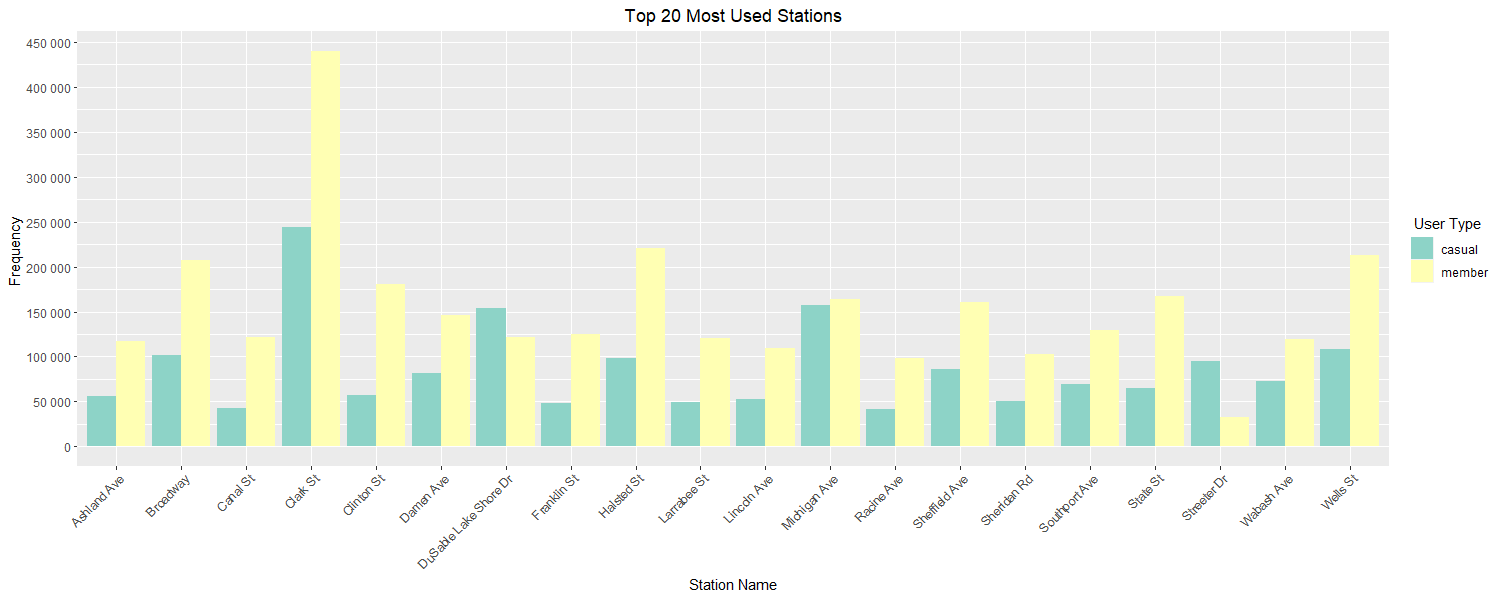 Top 20 Most Used Stations
Frequency
450 000
400 000
350 000
300 000
250 000
200 000
150 000
100 000
50 000
0
Ashland Ave
Broadway
Canal St
Clark St
Clinton St
Damen Ave
DuSable Lake Shore Dr
Franklin St
Halsted St
Larrabee St
Lincoln Ave
Michigan Ave
Racine Ave
Sheffield Ave
Sheridan Rd
Southport Ave
State St
Streeter Dr
Wabash Ave
Wells St
Station Name
User Type
casual
member